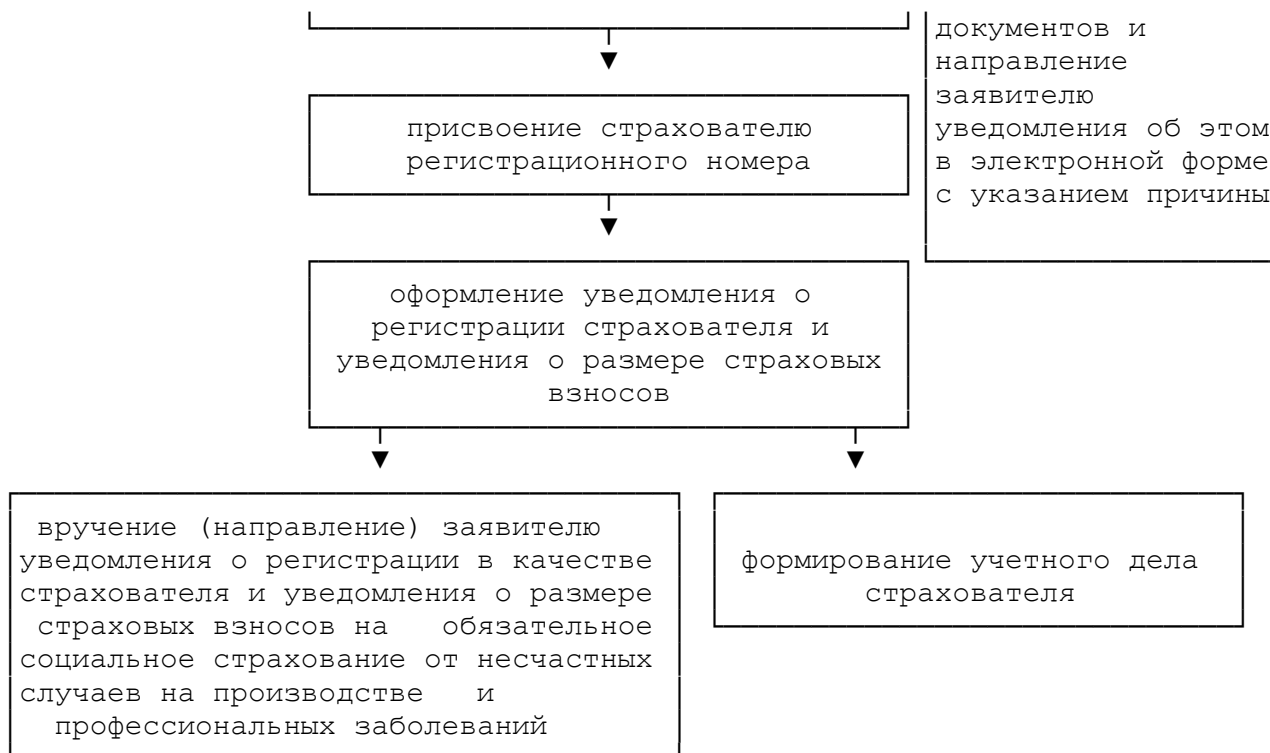 документов и
направление
заявителю
уведомления об этом
в электронной форме
с указанием причины
присвоение страхователю
регистрационного номера
оформление уведомления о
регистрации страхователя и
уведомления о размере страховых
взносов
вручение (направление) заявителю
уведомления о регистрации в качестве
страхователя и уведомления о размере
страховых взносов на обязательное
социальное страхование от несчастных
случаев на производстве и
профессиональных заболеваний
формирование учетного дела
страхователя